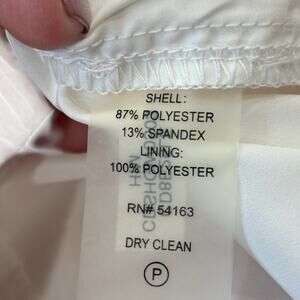 SHELL:
87% POLYESTER
13% SPANDEX
LINING:
100% POLYESTER
RN# 54163
DRY CLEAN
P